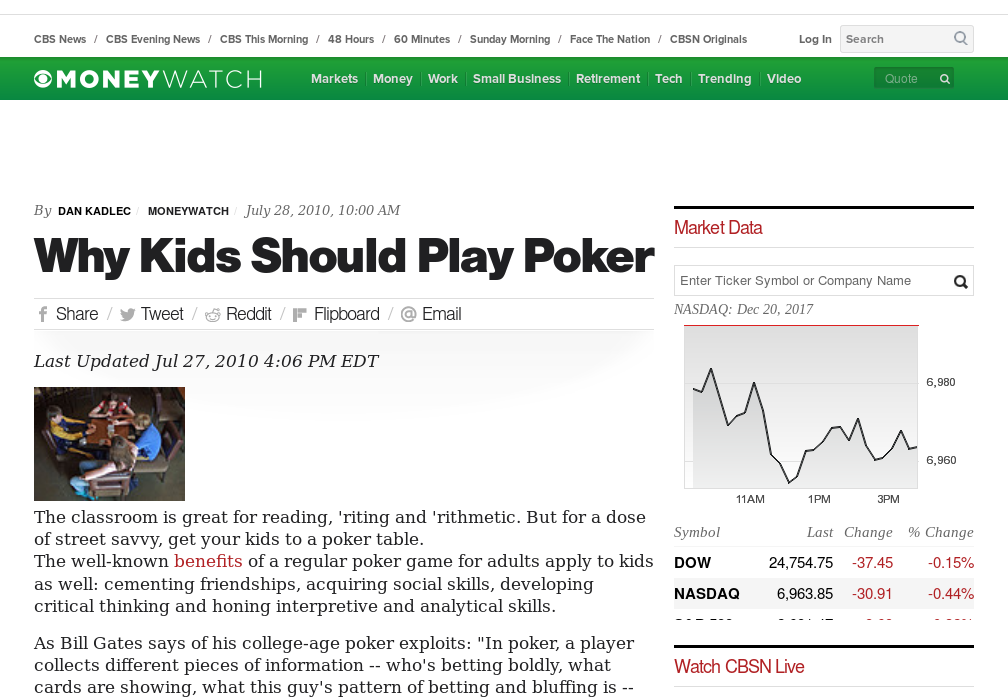 CBS News / CBS Evening News / CBS This Morning / 48 Hours / 60 Minutes / Sunday Morning / Face The Nation / CBSN Originals Log In Search
MONEYWATCH Markets Money Work Small Business Retirement Tech Trending Video Quote
By DAN KADLEC / MONEYWATCH / July 28, 2010, 10:00 AM
Why Kids Should Play Poker
Share / Tweet / Reddit / Flipboard / Email
Last Updated Jul 27, 2010 4:06 PM EDT
The classroom is great for reading, 'riting and 'rithmetic. But for a dose
of street savvy, get your kids to a poker table.
The well-known benefits of a regular poker game for adults apply to kids
as well: cementing friendships, acquiring social skills, developing
critical thinking and honing interpretive and analytical skills.
As Bill Gates says of his college-age poker exploits: "In poker, a player
collects different pieces of information -- who's betting boldly, what
cards are showing, what this guy's pattern of betting and bluffing is --
Market Data
Enter Ticker Symbol or Company Name
NASDAQ: Dec 20, 2017
6,980
6,960
11AM 1PM 3PM
Symbol Last Change % Change
DOW 24,754.75 -37.45 -0.15%
NASDAQ 6,963.85 -30.91 -0.44%
Watch CBSN Live